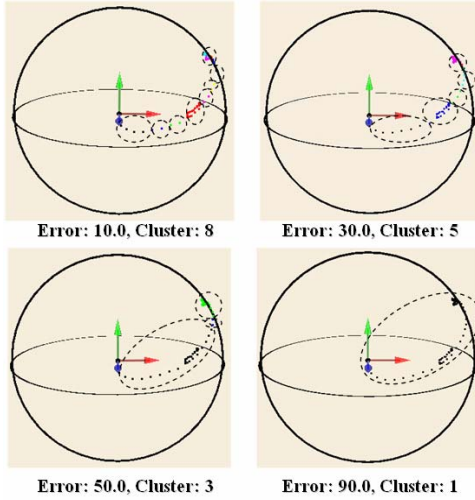 Error: 10.0, Cluster: 8
Error: 30.0, Cluster: 5
Error: 50.0, Cluster: 3
Error: 90.0, Cluster: 1